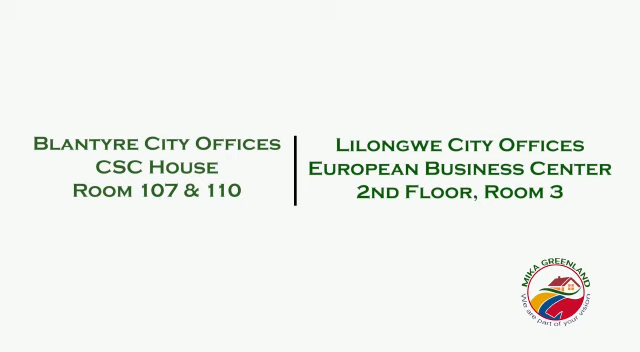 Blantyre City Offices
CSC House
Room 107 & 110
Lilongwe City Offices
European Business Center
2nd Floor, Room 3
MIKA GREENLAND
We are part of your vision